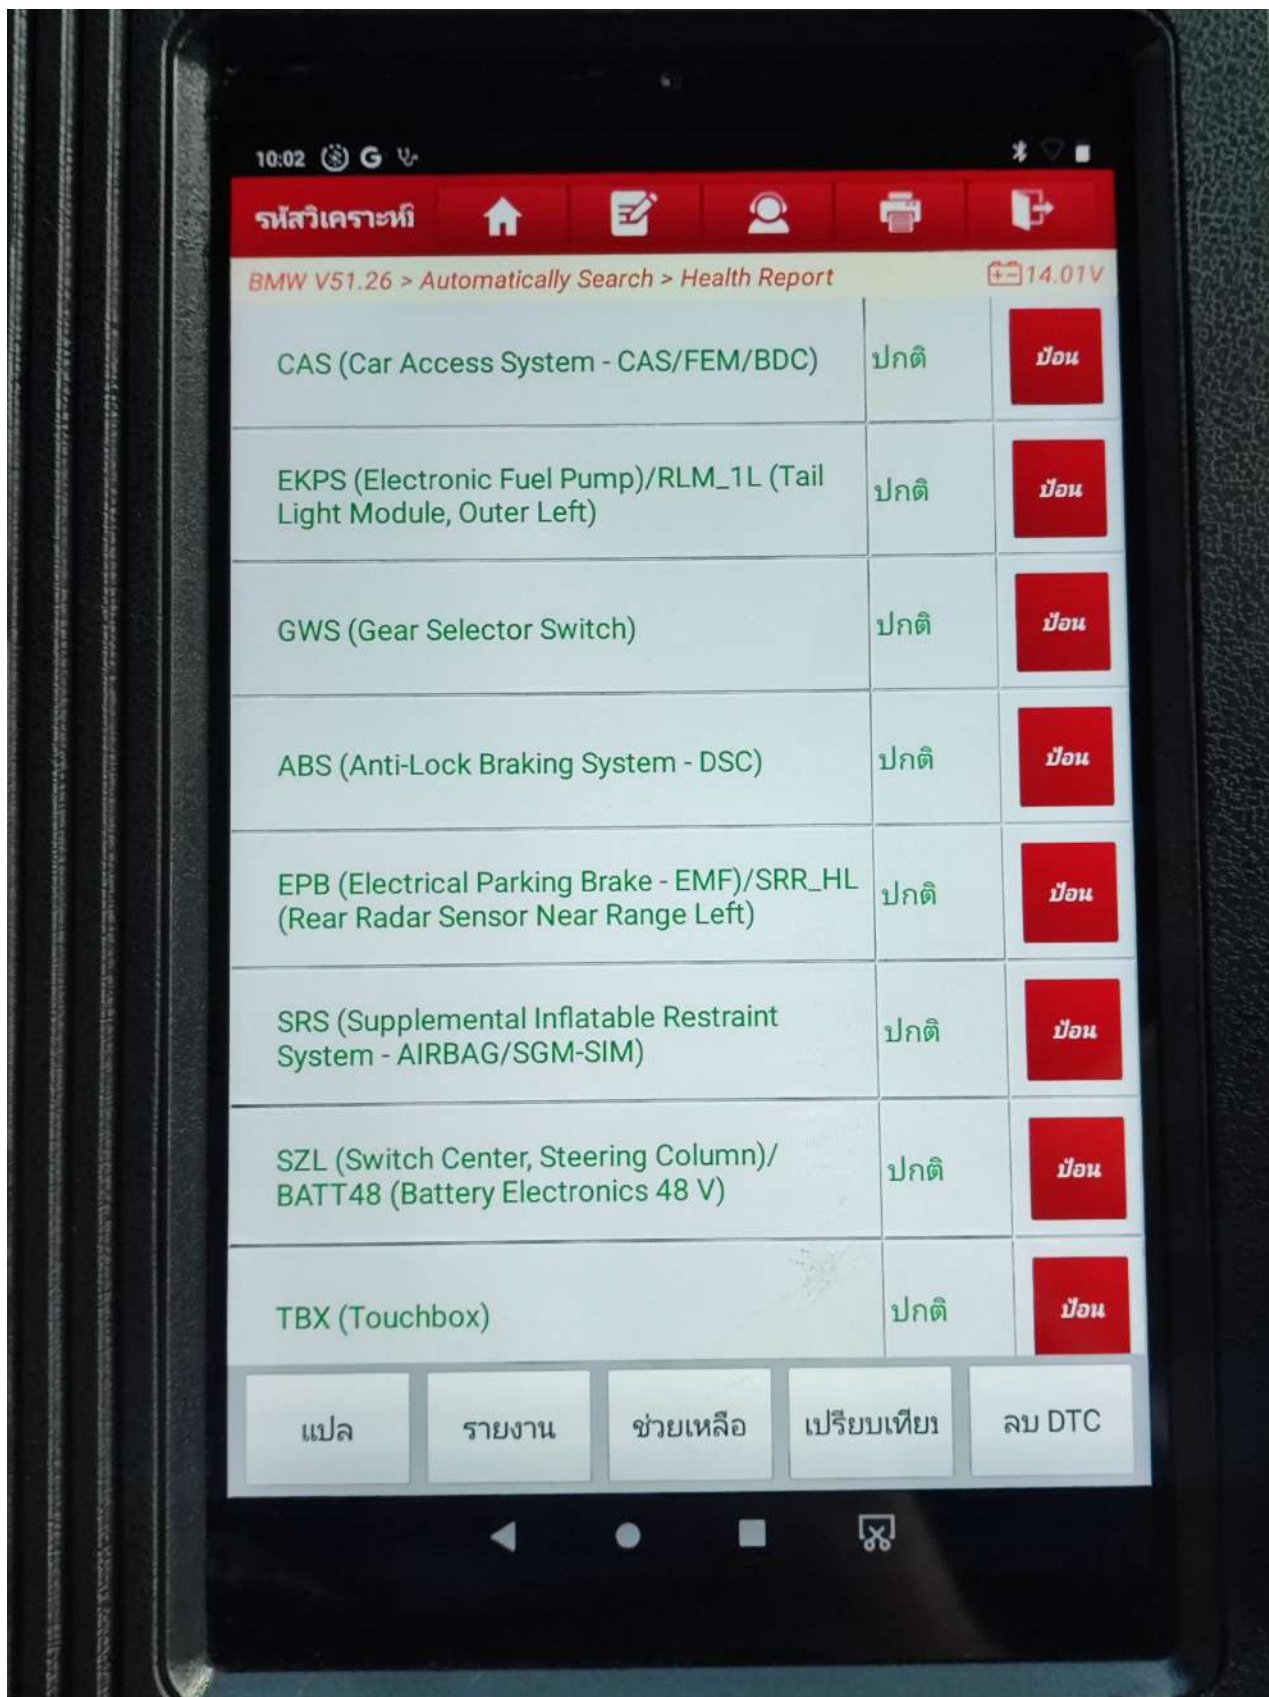 10:02 G
รหัสวิเคราะห์
BMW V51.26 > Automatically Search > Health Report 14.01V
CAS (Car Access System - CAS/FEM/BDC) ปกติ ป้อน
EKPS (Electronic Fuel Pump)/RLM_1L (Tail
Light Module, Outer Left) ปกติ ป้อน
GWS (Gear Selector Switch) ปกติ ป้อน
ABS (Anti-Lock Braking System - DSC) ปกติ ป้อน
EPB (Electrical Parking Brake - EMF)/SRR_HL
(Rear Radar Sensor Near Range Left) ปกติ ป้อน
SRS (Supplemental Inflatable Restraint
System - AIRBAG/SGM-SIM) ปกติ ป้อน
SZL (Switch Center, Steering Column)/
BATT48 (Battery Electronics 48 V) ปกติ ป้อน
TBX (Touchbox) ปกติ ป้อน
แปล รายงาน ช่วยเหลือ เปรียบเทียบ ลบ DTC